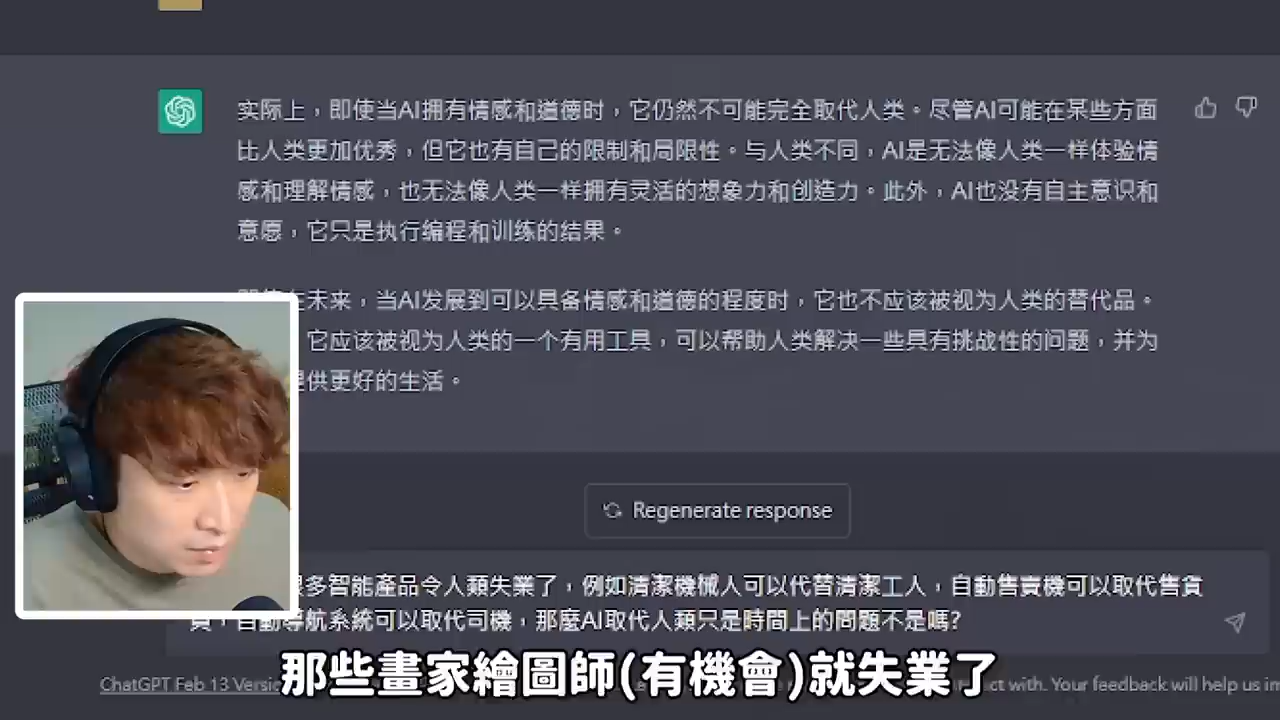 实际上，即使当AI拥有情感和道德时，它仍然不可能完全取代人类。尽管AI可能在某些方面
比人类更加优秀，但它也有自己的限制和局限性。与人类不同，AI是无法像人类一样体验情
感和理解情感，也无法像人类一样拥有灵活的想象力和创造力。此外，AI也没有自主意识和
意愿，它只是执行编程和训练的结果。
在未来，当AI发展到可以具备情感和道德的程度时，它也不应该被视为人类的替代品。
它应该被视为人类的一个有用工具，可以帮助人类解决一些具有挑战性的问题，并为
供更好的生活。
Regenerate response
多智能產品令人類失業了，例如清潔機械人可以代替清潔工人，自動售賣機可以取代售貨
員，自動導航系統可以取代司機，那麼AI取代人類只是時間上的問題不是嗎?
那些畫家繪圖師(有機會)就失業了
ChatGPT Feb 13 with. Your feedback will help us